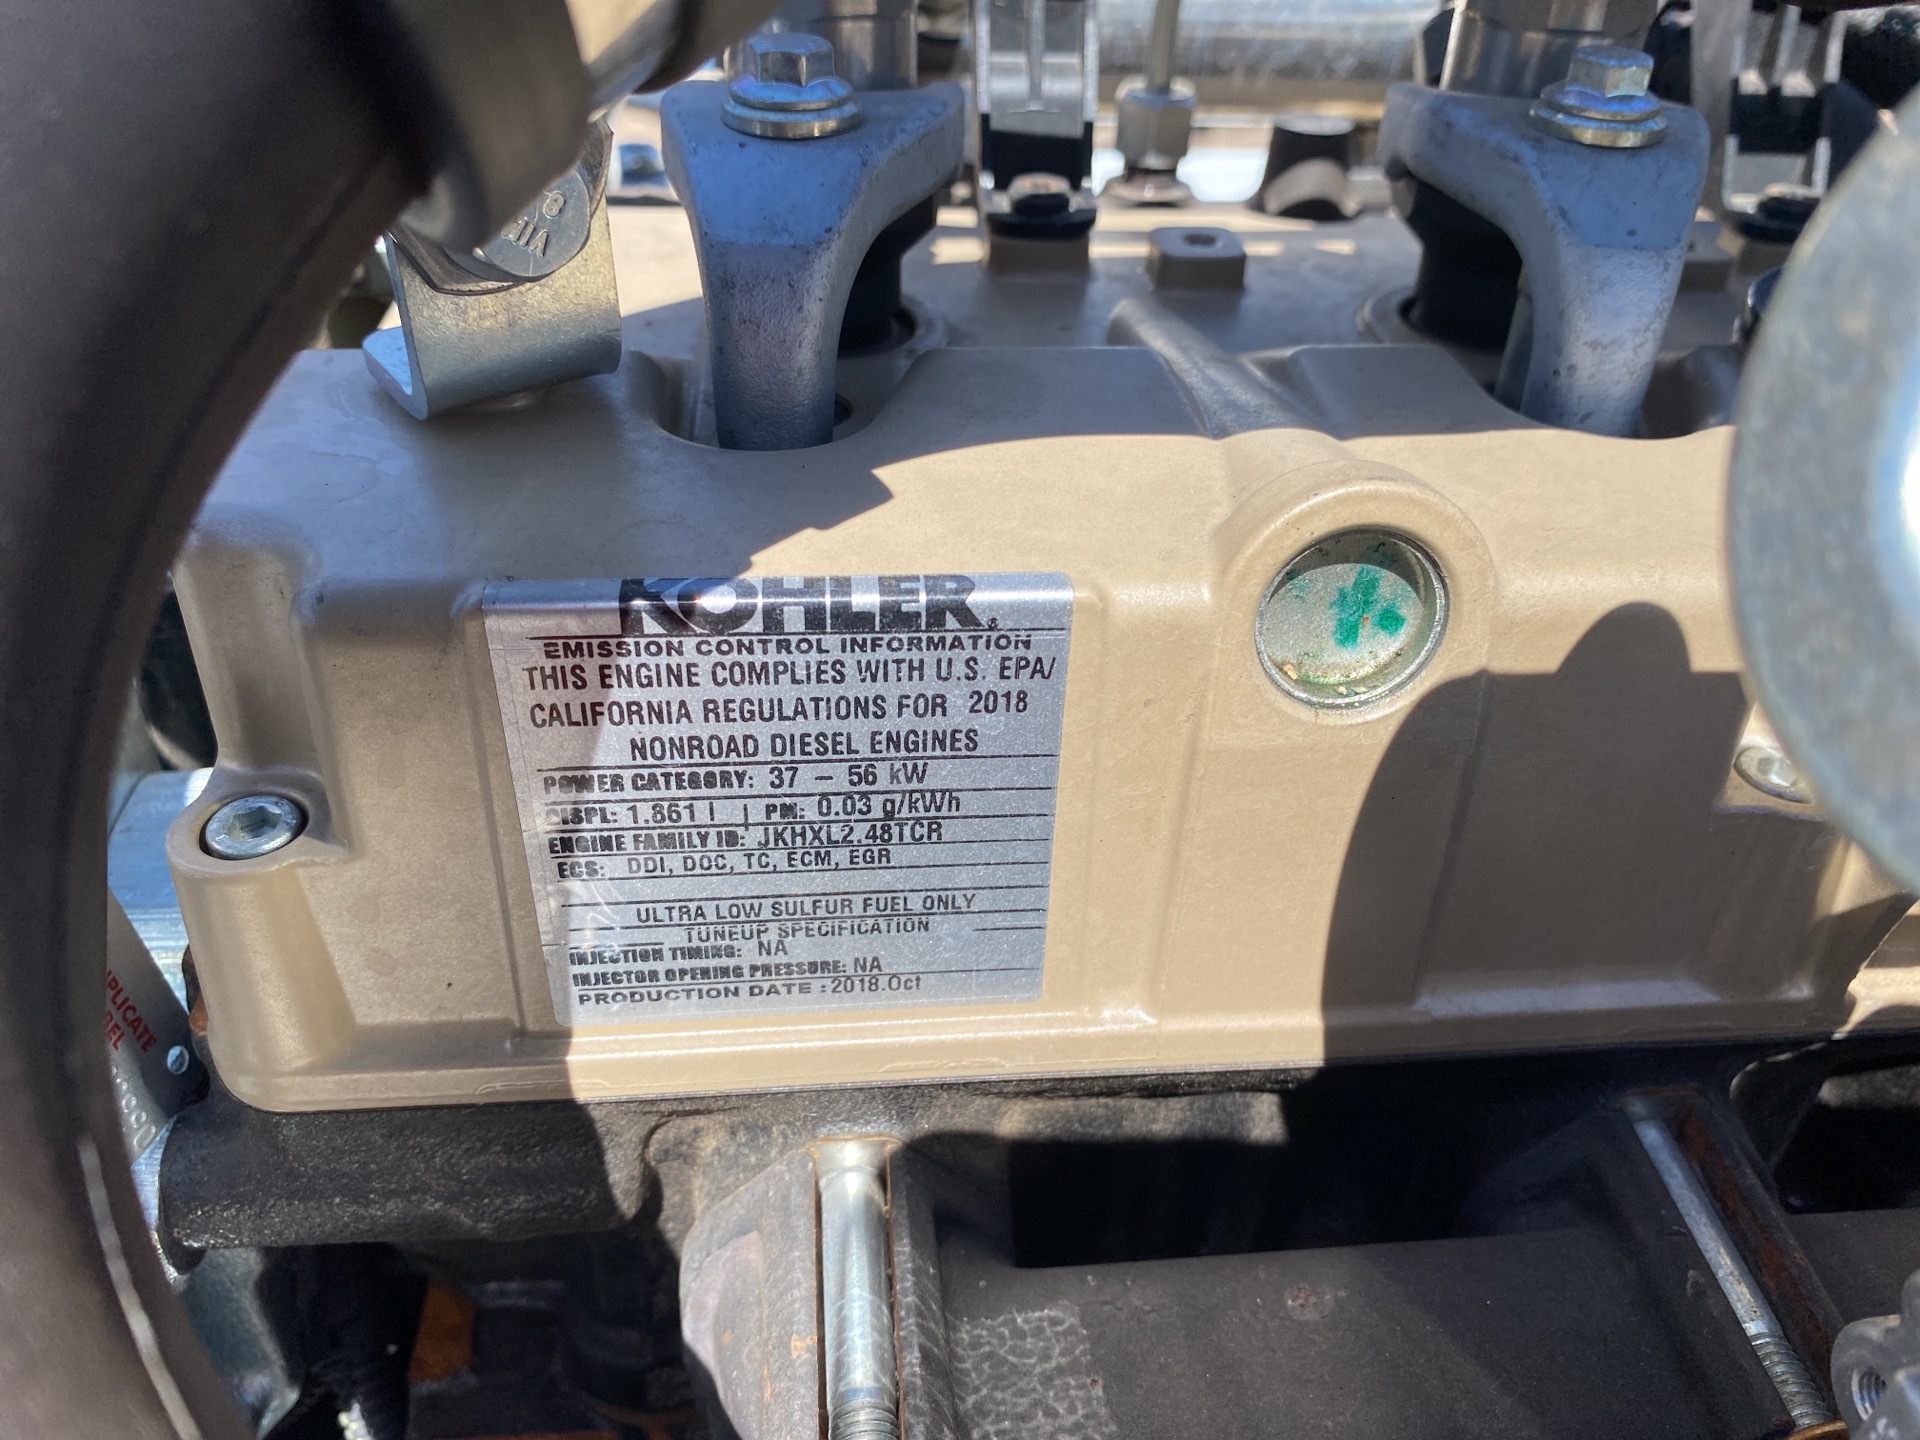 KOHLER®
EMISSION CONTROL INFORMATION
THIS ENGINE COMPLIES WITH U.S. EPA/
CALIFORNIA REGULATIONS FOR 2018
NONROAD DIESEL ENGINES
POWER CATEGORY: 37 – 56 kW
DISPL: 1.861 l | PM: 0.03 g/kWh
ENGINE FAMILY ID: JKHXL2.48TCR
ECS: DDI, DOC, TC, ECM, EGR
ULTRA LOW SULFUR FUEL ONLY
TUNEUP SPECIFICATION
INJECTION TIMING: NA
INJECTOR OPENING PRESSURE: NA
PRODUCTION DATE : 2018.Oct